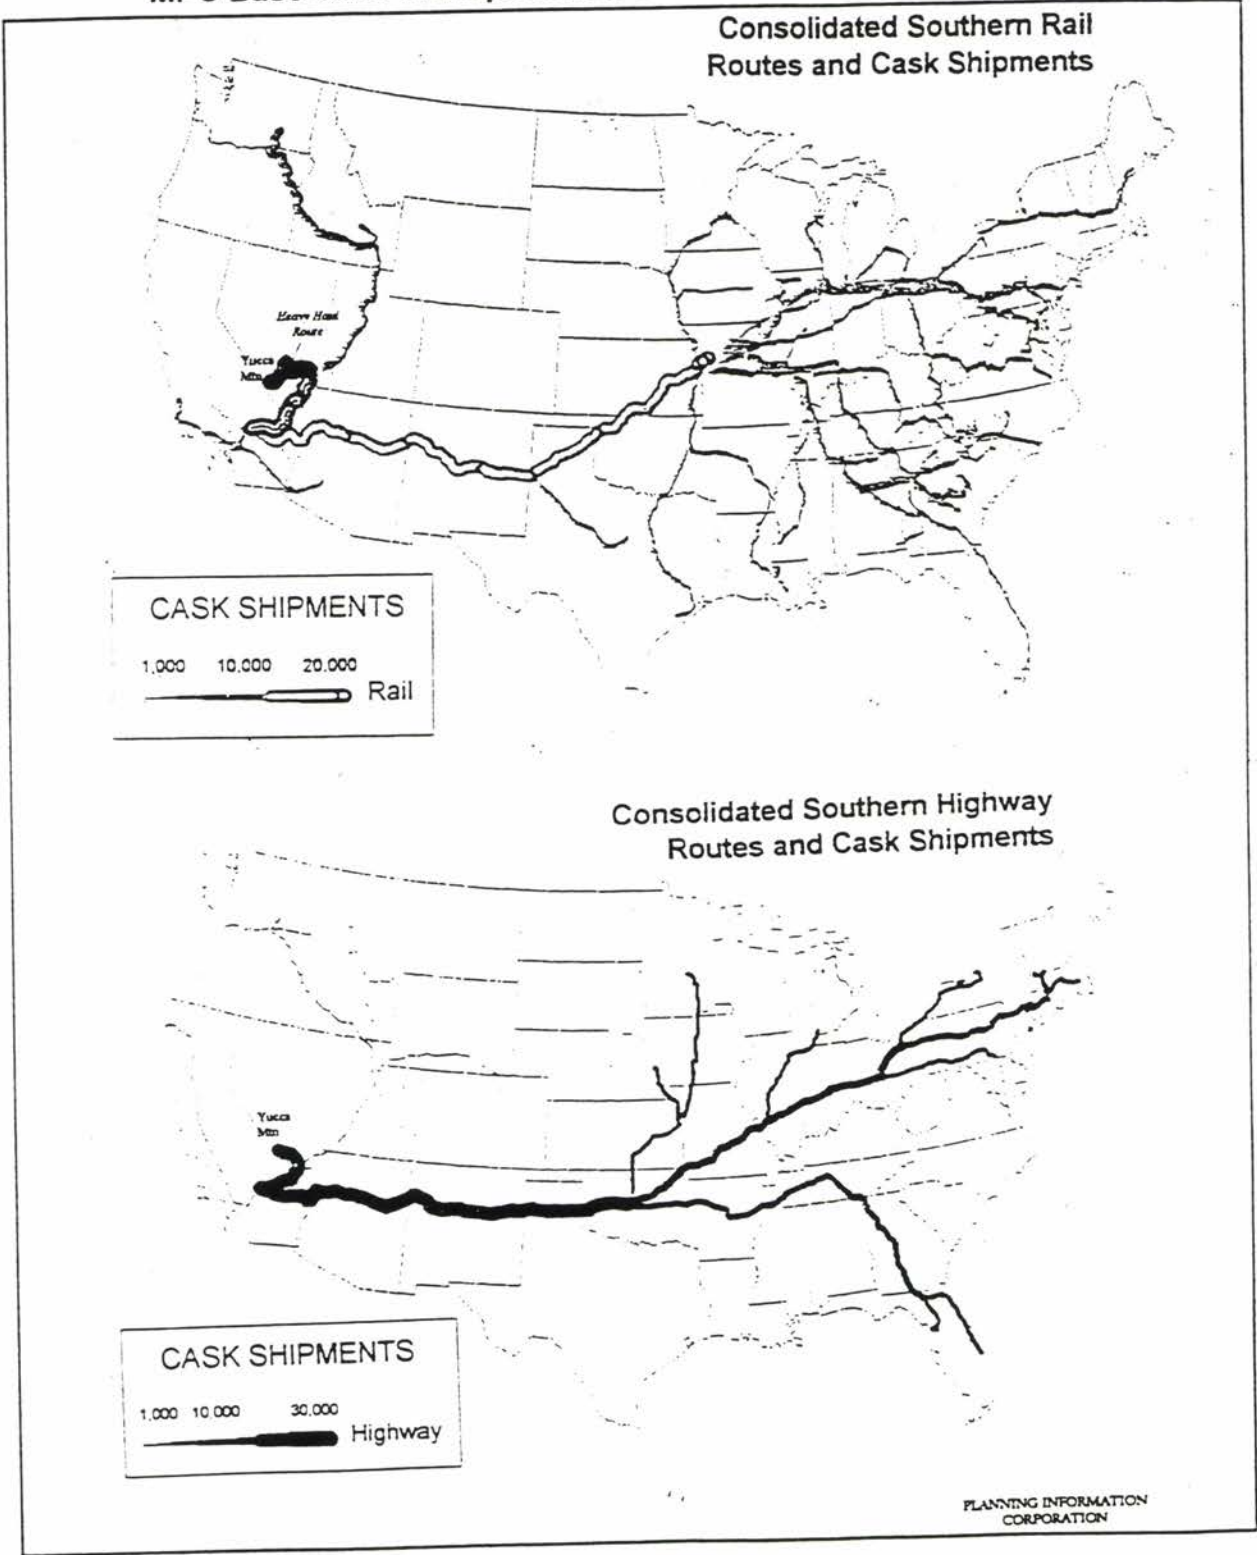 Consolidated Southern Rail
Routes and Cask Shipments
Route
Yucca
Mtn
CASK SHIPMENTS
1,000 10,000 20,000
Rail
Consolidated Southern Highway
Routes and Cask Shipments
Yucca
Mtn
CASK SHIPMENTS
1,000 10,000 30,000
Highway
PLANNING INFORMATION
CORPORATION